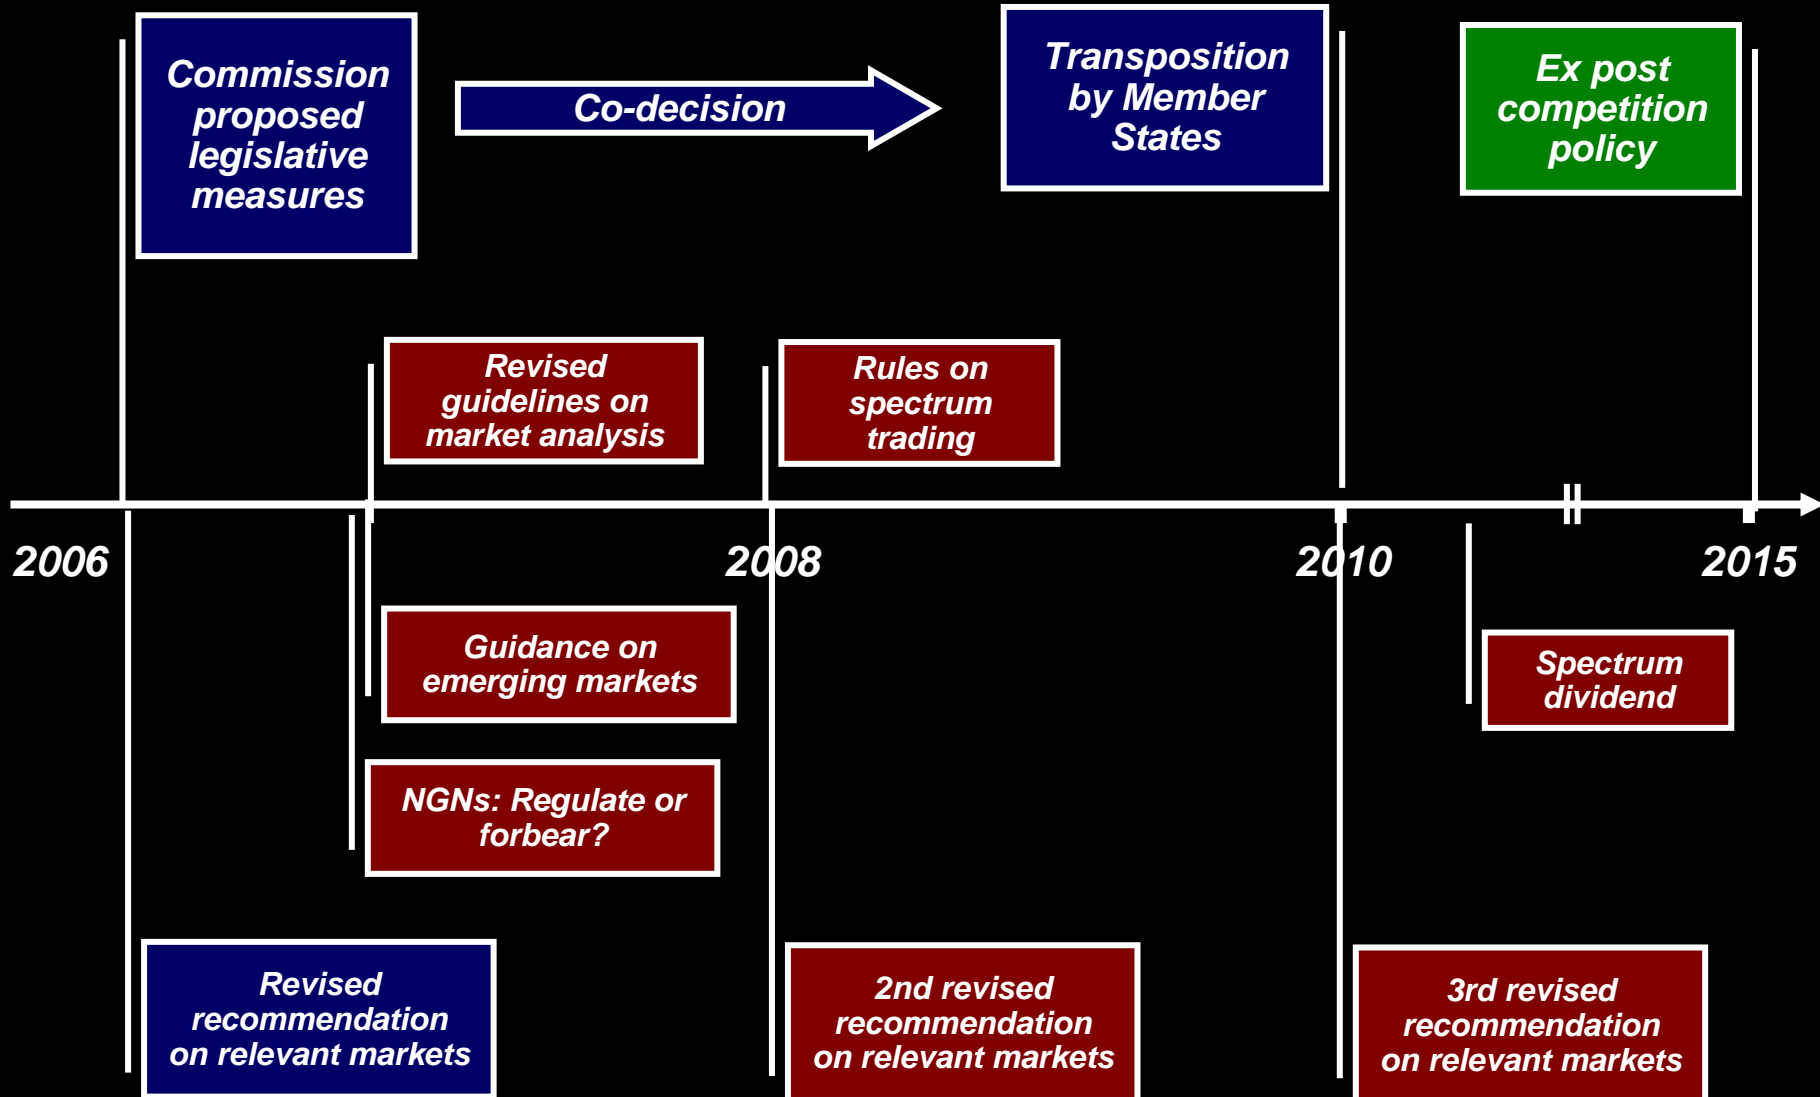 Commission
proposed
legislative
measures
Co-decision
Transposition
by Member
States
Ex post
competition
policy
Revised
guidelines on
market analysis
Rules on
spectrum
trading
2006
2008
2010
2015
Guidance on
emerging markets
Spectrum
dividend
NGNs: Regulate or
forbear?
Revised
recommendation
on relevant markets
2nd revised
recommendation
on relevant markets
3rd revised
recommendation
on relevant markets